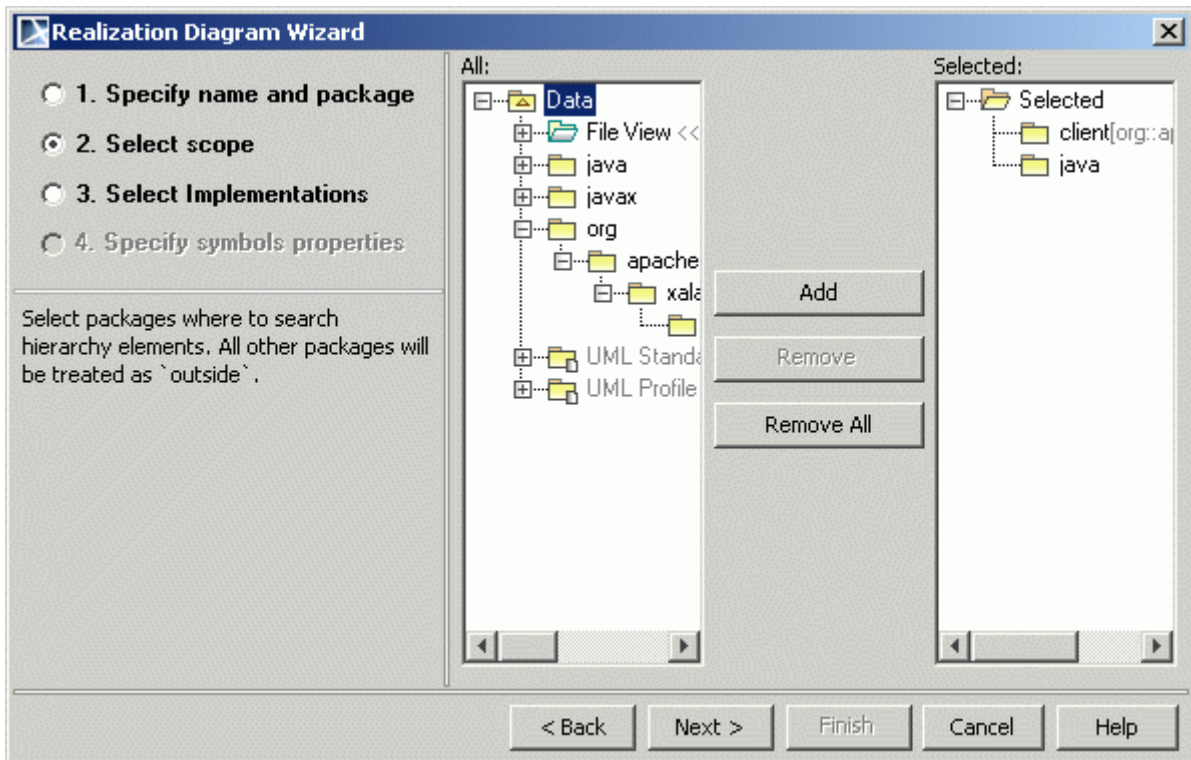 Realization Diagram Wizard
1. Specify name and package
2. Select scope
3. Select Implementations
4. Specify symbols properties
Select packages where to search
hierarchy elements. All other packages will
be treated as `outside`.
All:
Data
File View <<
java
javax
org
apache
xala
UML Standa
UML Profile
Add
Remove
Remove All
Selected:
Selected
client[org::ap
java
< Back
Next >
Finish
Cancel
Help